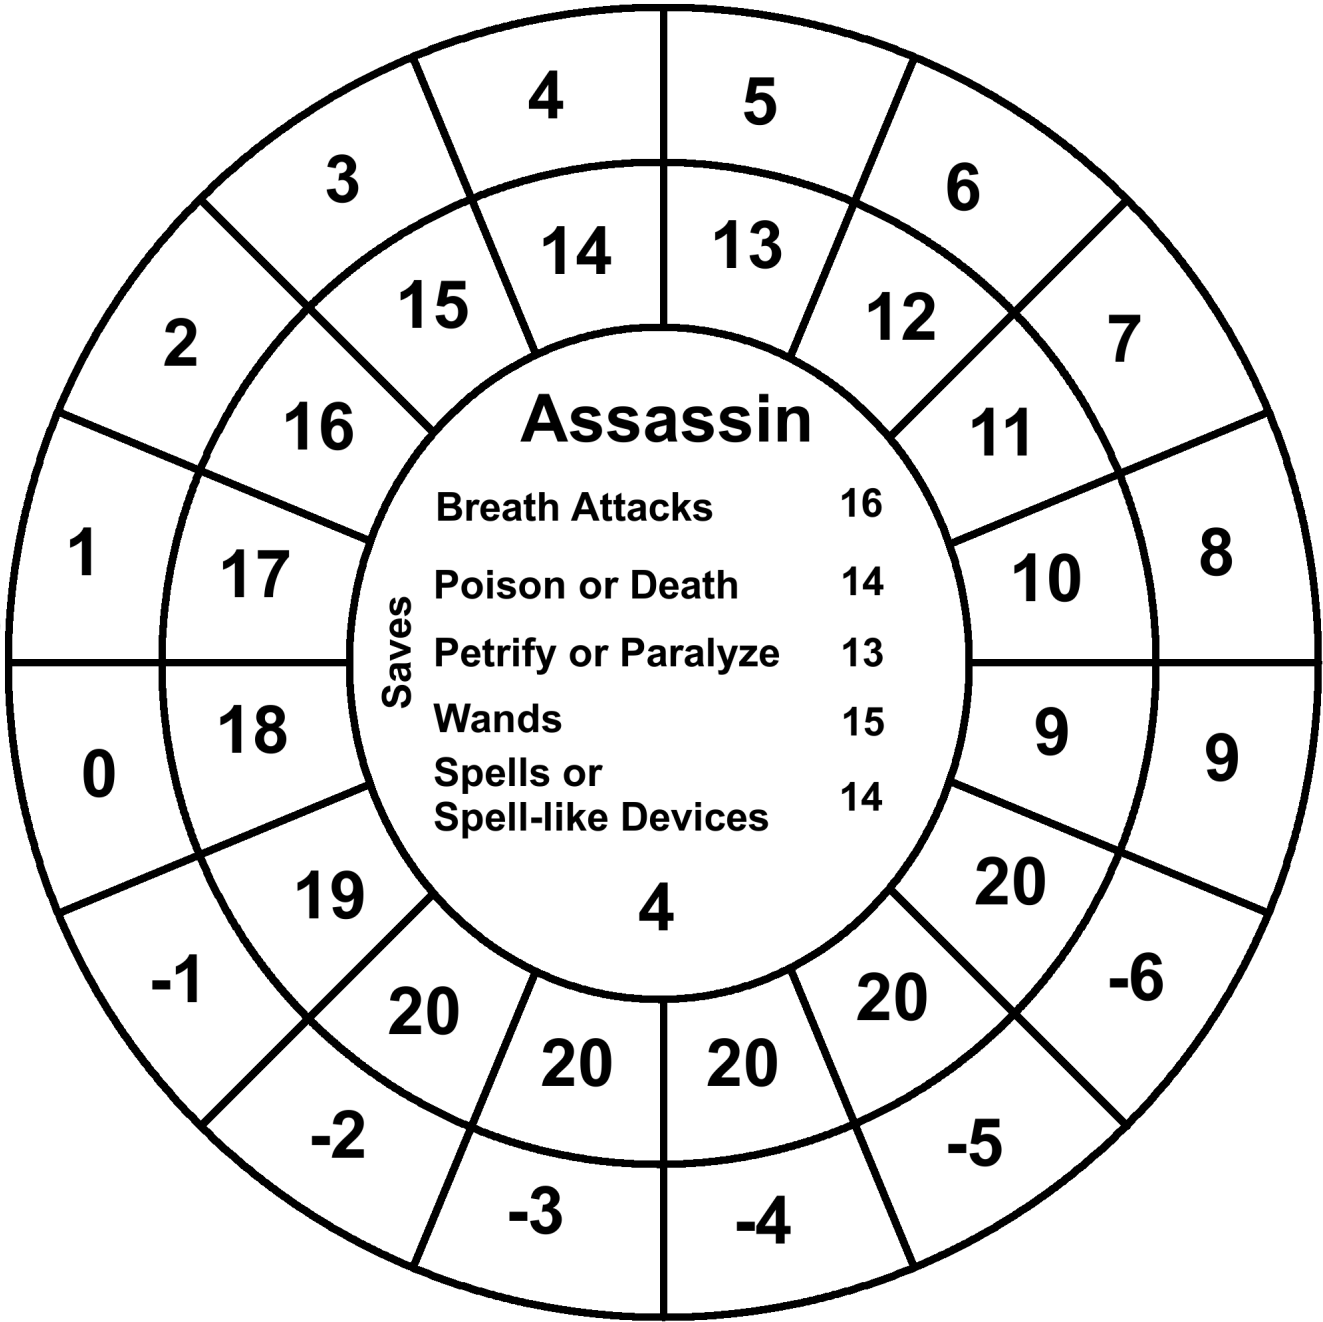 4 5
3 6
14 13
15 12
2 7
16 11
Assassin
Breath Attacks 16
1 17 10 8
Poison or Death 14
Saves
Petrify or Paralyze 13
Wands 15
0 18 9 9
Spells or
Spell-like Devices 14
19 20
4
-1 -6
20 20
20 20
-2 -5
-3 -4